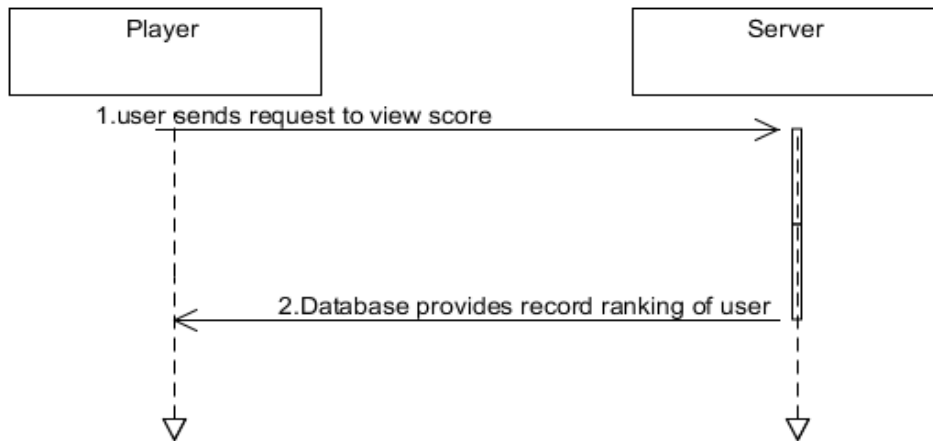 Player
Server
1.user sends request to view score
2.Database provides record ranking of user